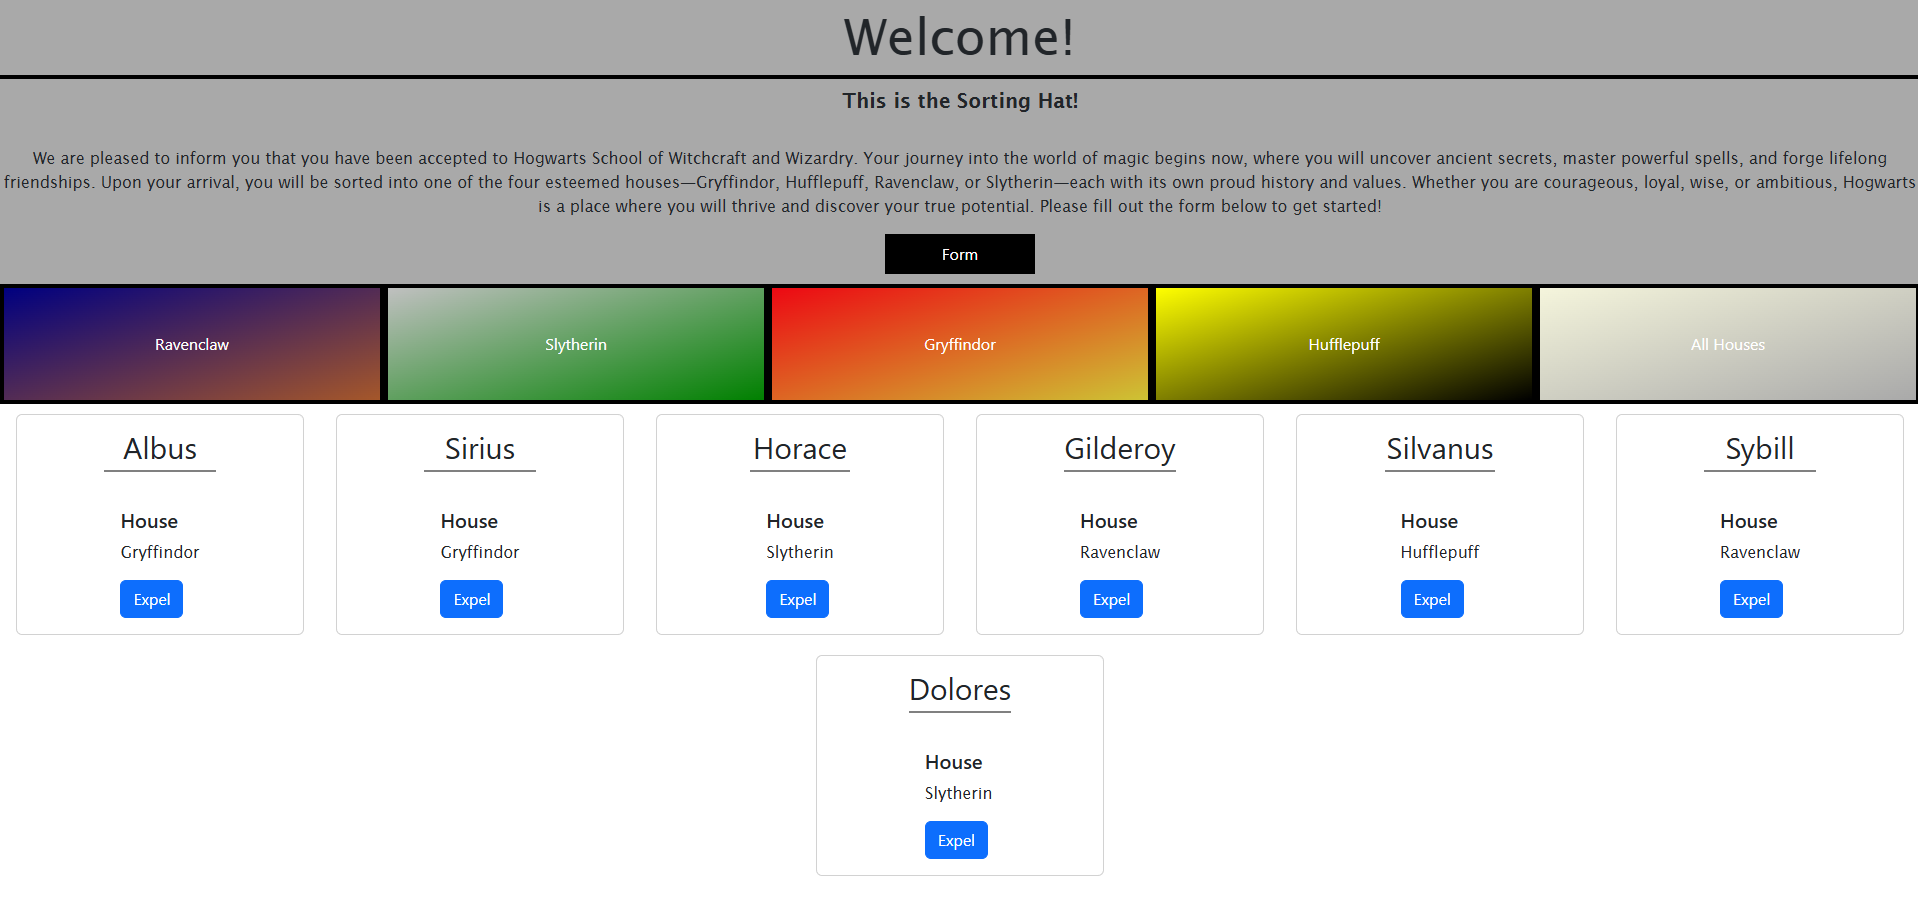 Welcome!
This is the Sorting Hat!
We are pleased to inform you that you have been accepted to Hogwarts School of Witchcraft and Wizardry. Your journey into the world of magic begins now, where you will uncover ancient secrets, master powerful spells, and forge lifelong
friendships. Upon your arrival, you will be sorted into one of the four esteemed houses—Gryffindor, Hufflepuff, Ravenclaw, or Slytherin—each with its own proud history and values. Whether you are courageous, loyal, wise, or ambitious, Hogwarts
is a place where you will thrive and discover your true potential. Please fill out the form below to get started!
Form
Ravenclaw
Slytherin
Gryffindor
Hufflepuff
All Houses
Albus
House
Gryffindor
Expel
Sirius
House
Gryffindor
Expel
Horace
House
Slytherin
Expel
Gilderoy
House
Ravenclaw
Expel
Silvanus
House
Hufflepuff
Expel
Sybill
House
Ravenclaw
Expel
Dolores
House
Slytherin
Expel